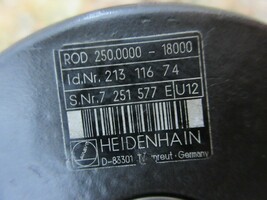 ROD 250.0000 - 18000
Id.Nr. 213 116 74
S.Nr.7 251 577 E U12
HEIDENHAIN
D-83301 Germany